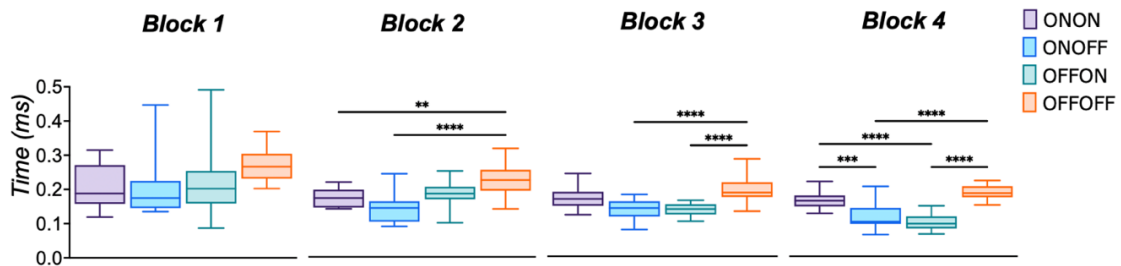 Block 1
Block 2
Block 3
Block 4
ONON
ONOFF
OFFON
OFFOFF
Time (ms)
0.5
0.4
0.3
0.2
0.1
0.0
**
****
****
****
****
****
***
****